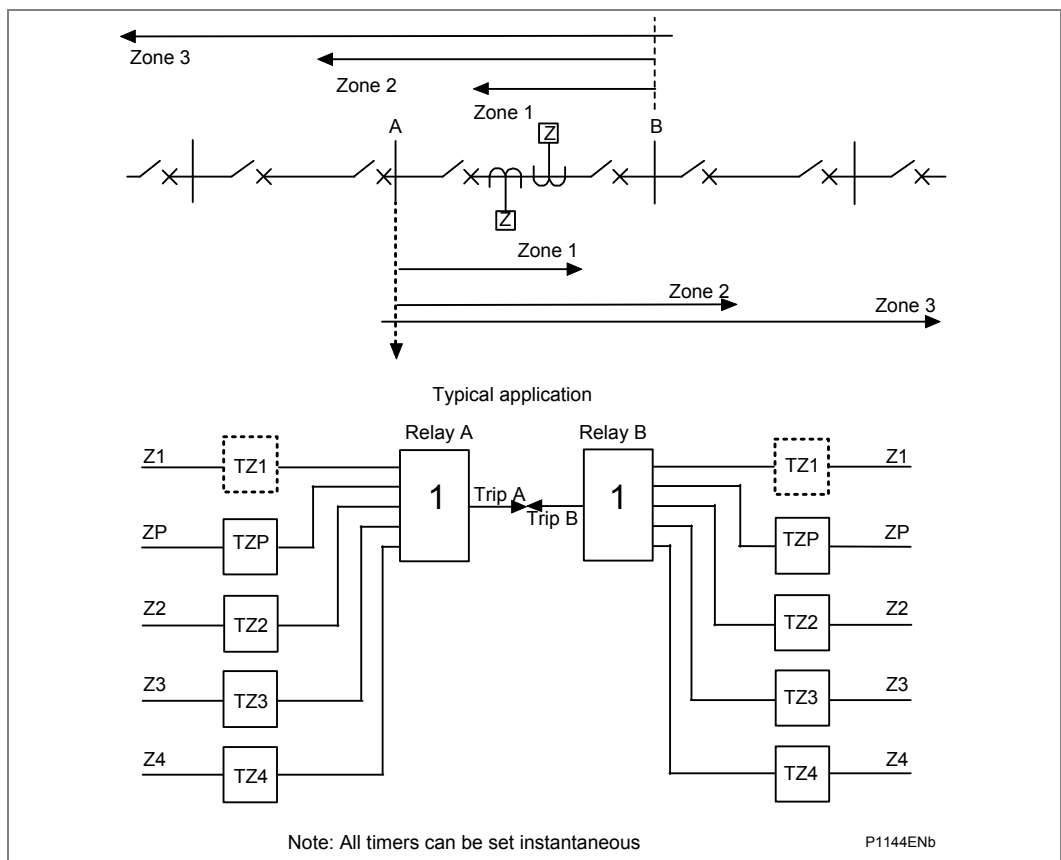 Zone 3
Zone 2
Zone 1
A
B
Z
Z
Zone 1
Zone 2
Zone 3
Typical application
Relay A
Relay B
Z1
TZ1
TZ1
Z1
1
Trip A
Trip B
1
ZP
TZP
TZP
ZP
Z2
TZ2
TZ2
Z2
Z3
TZ3
TZ3
Z3
Z4
TZ4
TZ4
Z4
Note: All timers can be set instantaneous
P1144ENb